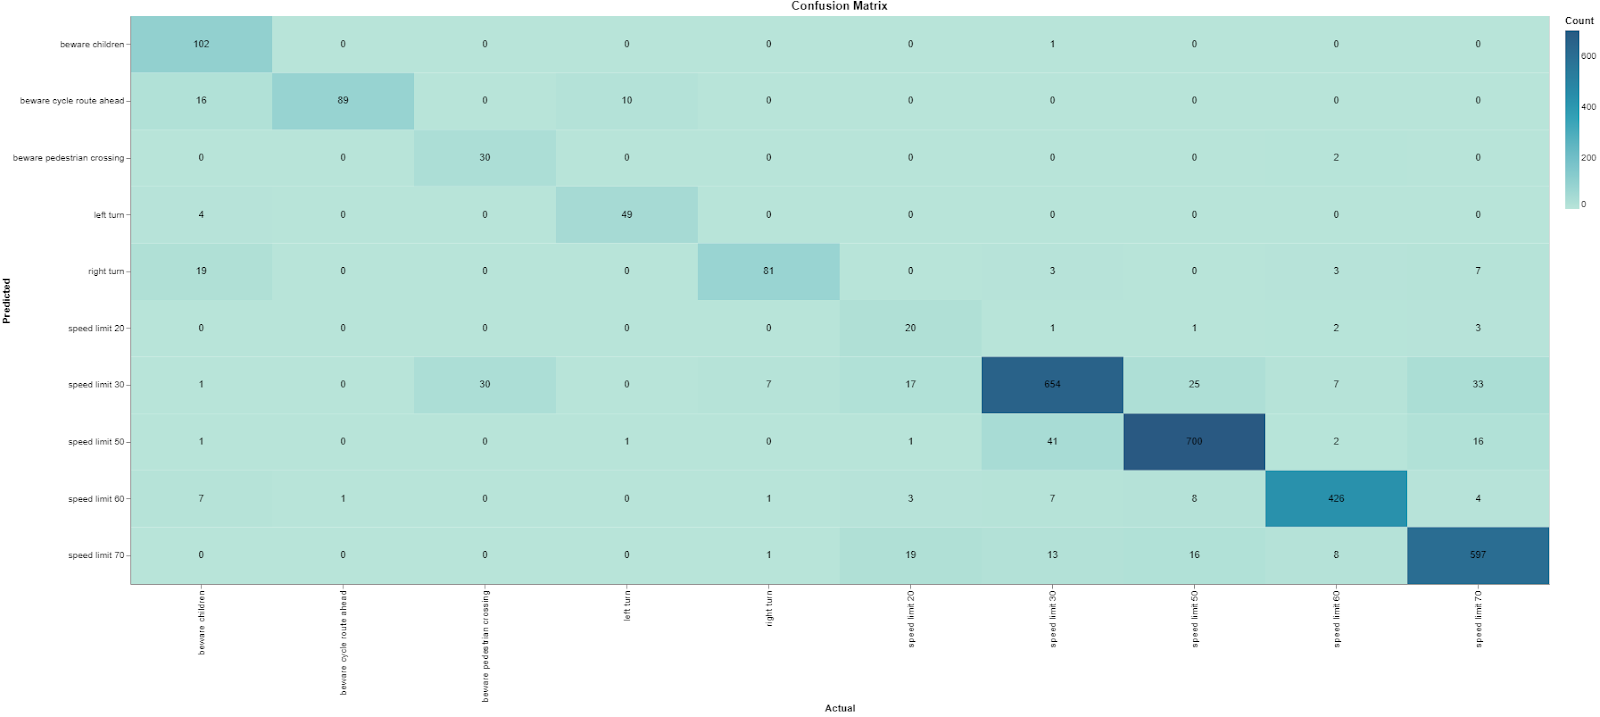 Confusion Matrix
Count
beware children 102 0 0 0 0 0 1 0 0 0
600
beware cycle route ahead 16 89 0 10 0 0 0 0 0 0
400
beware pedestrian crossing 0 0 30 0 0 0 0 0 2 0
200
left turn 4 0 0 49 0 0 0 0 0 0
0
right turn 19 0 0 0 81 0 3 0 3 7
Predicted
speed limit 20 0 0 0 0 0 20 1 1 2 3
speed limit 30 1 0 30 0 7 17 654 25 7 33
speed limit 50 1 0 0 1 0 1 41 700 2 16
speed limit 60 7 1 0 0 1 3 7 8 426 4
speed limit 70 0 0 0 0 1 19 13 16 8 597
beware children
beware cycle route ahead
beware pedestrian crossing
left turn
right turn
speed limit 20
speed limit 30
speed limit 50
speed limit 60
speed limit 70
Actual